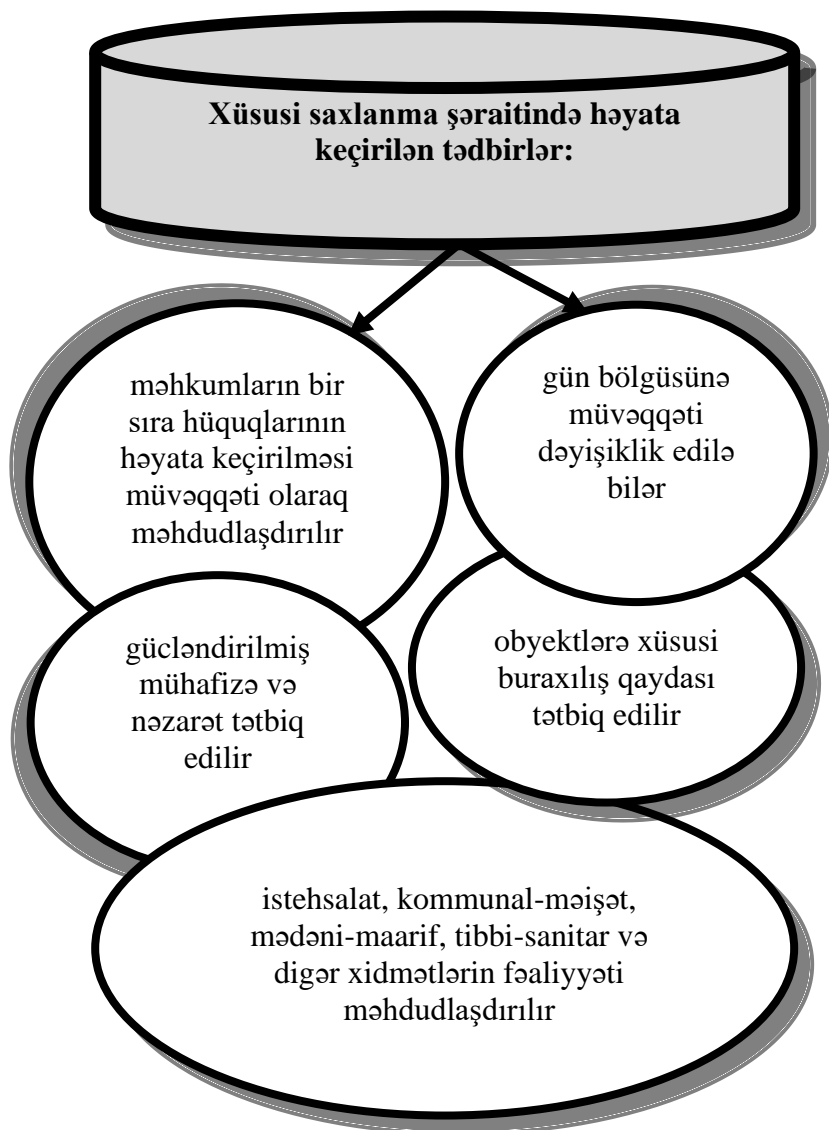 Xüsusi saxlanma şəraitində həyata
keçirilən tədbirlər:
məhkumların bir
sıra hüquqlarının
həyata keçirilməsi
müvəqqəti olaraq
məhdudlaşdırılır
gün bölgüsünə
müvəqqəti
dəyişiklik edilə
bilər
gücləndirilmiş
mühafizə və
nəzarət tətbiq
edilir
obyektlərə xüsusi
buraxılış qaydası
tətbiq edilir
istehsalat, kommunal-məişət,
mədəni-maarif, tibbi-sanitar və
digər xidmətlərin fəaliyyəti
məhdudlaşdırılır